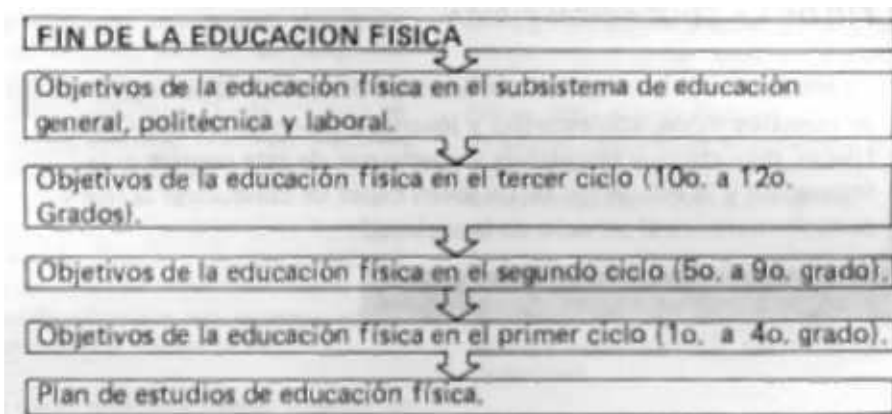 FIN DE LA EDUCACION FISICA
Objetivos de la educación física en el subsistema de educación
general, politécnica y laboral.
Objetivos de la educación física en el tercer ciclo (10o. a 12o.
Grados).
Objetivos de la educación física en el segundo ciclo (5o. a 9o. grado).
Objetivos de la educación física en el primer ciclo (1o. a 4o. grado).
Plan de estudios de educación física.